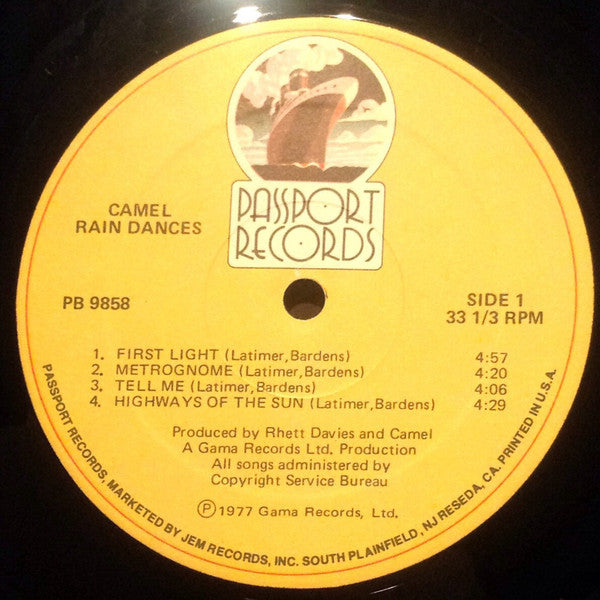 PASSPORT
RECORDS
CAMEL
RAIN DANCES
PB 9858
SIDE 1
33 1/3 RPM
1. FIRST LIGHT (Latimer, Bardens) 4:57
2. METROGNOME (Latimer, Bardens) 4:20
3. TELL ME (Latimer, Bardens) 4:06
4. HIGHWAYS OF THE SUN (Latimer, Bardens) 4:29
Produced by Rhett Davies and Camel
A Gama Records Ltd. Production
All songs administered by
Copyright Service Bureau
Ⓟ 1977 Gama Records, Ltd.
PASSPORT RECORDS, MARKETED BY JEM RECORDS, INC. SOUTH PLAINFIELD, NJ RESEDA, CA. PRINTED IN U.S.A.